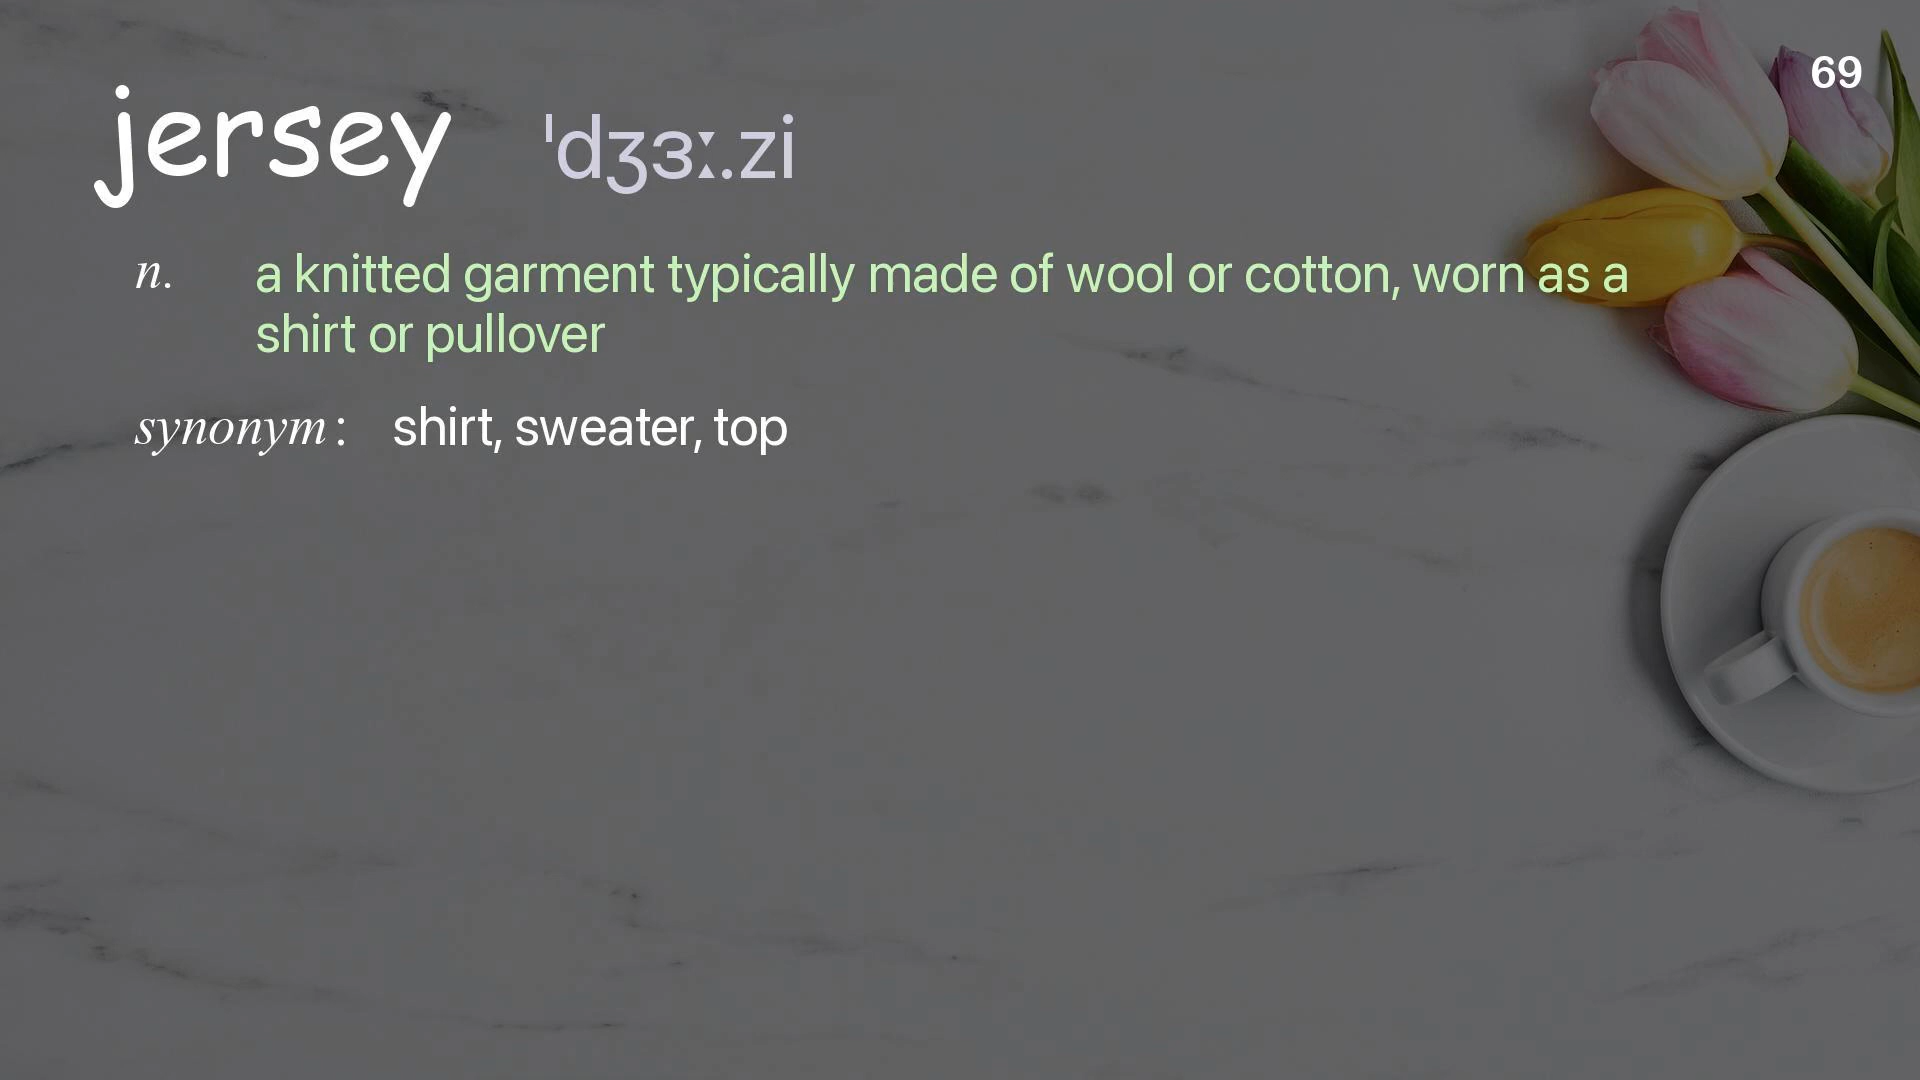 69
jersey ˈdʒɜː.zi
n. a knitted garment typically made of wool or cotton, worn as a
shirt or pullover
synonym: shirt, sweater, top